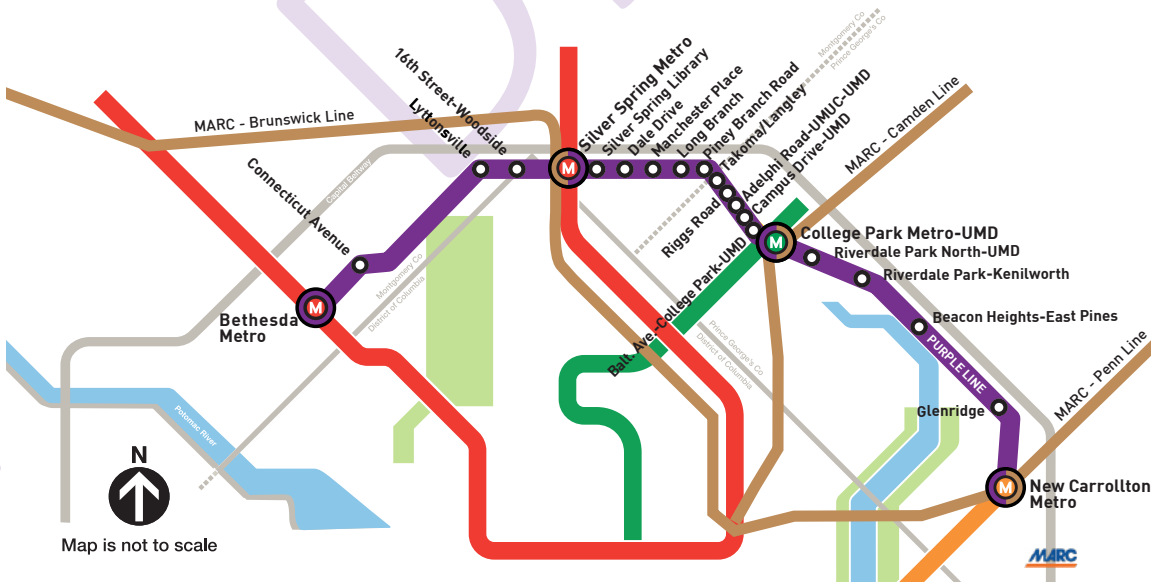 Montgomery Co
Prince George's Co
16th Street–Woodside
Silver Spring Metro
Silver Spring Library
Dale Drive
Manchester Place
Long Branch
Piney Branch Road
Takoma/Langley
Adelphi Road-UMUC-UMD
Campus Drive-UMD
MARC - Camden Line
MARC - Brunswick Line
Lyttonsville
M
Capital Beltway
Connecticut Avenue
Riggs Road
M
College Park Metro-UMD
Riverdale Park North-UMD
Riverdale Park-Kenilworth
Montgomery Co
District of Columbia
M
Bethesda
Metro
Balt. Ave.-College Park-UMD
Prince George's Co
District of Columbia
Beacon Heights-East Pines
PURPLE LINE
MARC - Penn Line
Glenridge
Potomac River
N
M
New Carrollton
Metro
Map is not to scale
MARC